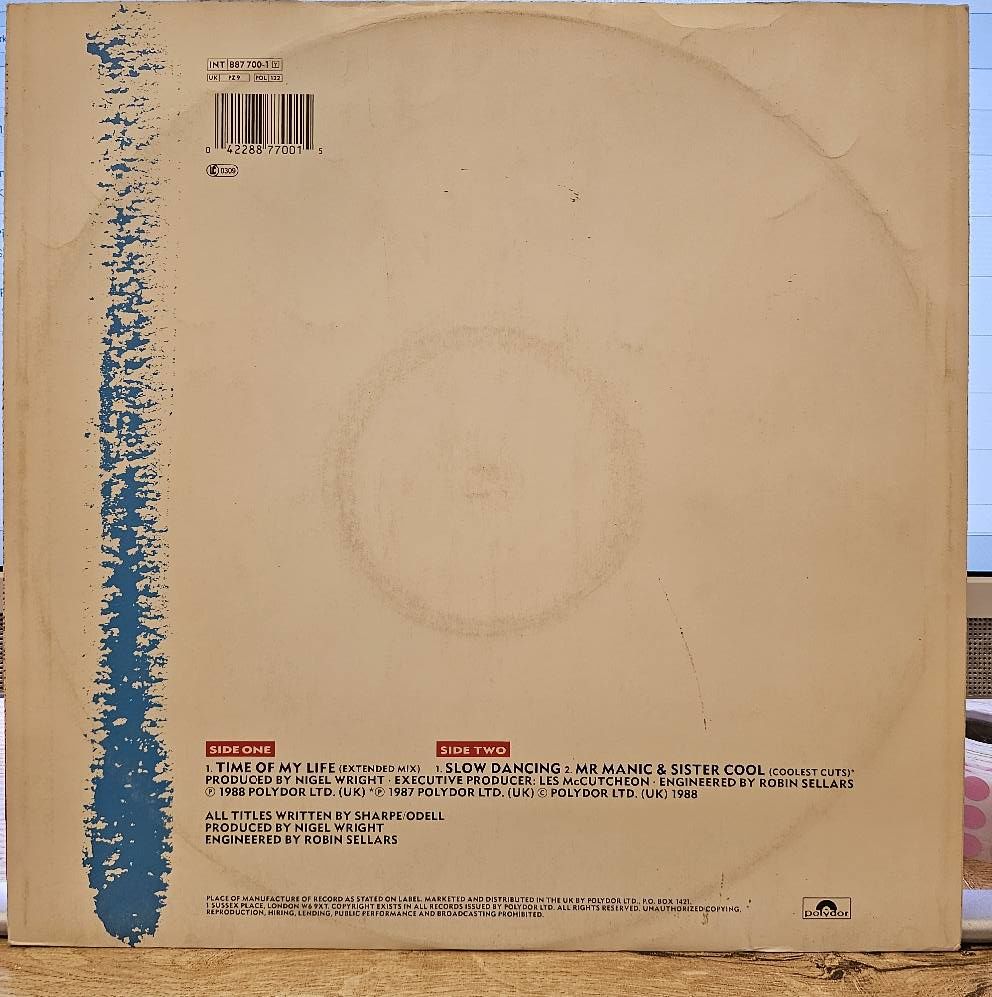 INT 887 700-1 Y
UK PZ 9 POL 122
0 42288 77001 5
LC 0309
SIDE ONE SIDE TWO
1. TIME OF MY LIFE (EXTENDED MIX) 1. SLOW DANCING 2. MR MANIC & SISTER COOL (COOLEST CUTS)*
PRODUCED BY NIGEL WRIGHT · EXECUTIVE PRODUCER: LES McCUTCHEON · ENGINEERED BY ROBIN SELLARS
℗ 1988 POLYDOR LTD. (UK) *℗ 1987 POLYDOR LTD. (UK) © POLYDOR LTD. (UK) 1988
ALL TITLES WRITTEN BY SHARPE/ODELL
PRODUCED BY NIGEL WRIGHT
ENGINEERED BY ROBIN SELLARS
PLACE OF MANUFACTURE OF RECORD AS STATED ON LABEL. MARKETED AND DISTRIBUTED IN THE UK BY POLYDOR LTD., P.O. BOX 1421,
1 SUSSEX PLACE, LONDON W6 9XT. COPYRIGHT EXISTS IN ALL RECORDS ISSUED BY POLYDOR LTD. ALL RIGHTS RESERVED. UNAUTHORIZED COPYING,
REPRODUCTION, HIRING, LENDING, PUBLIC PERFORMANCE AND BROADCASTING PROHIBITED.
polydor